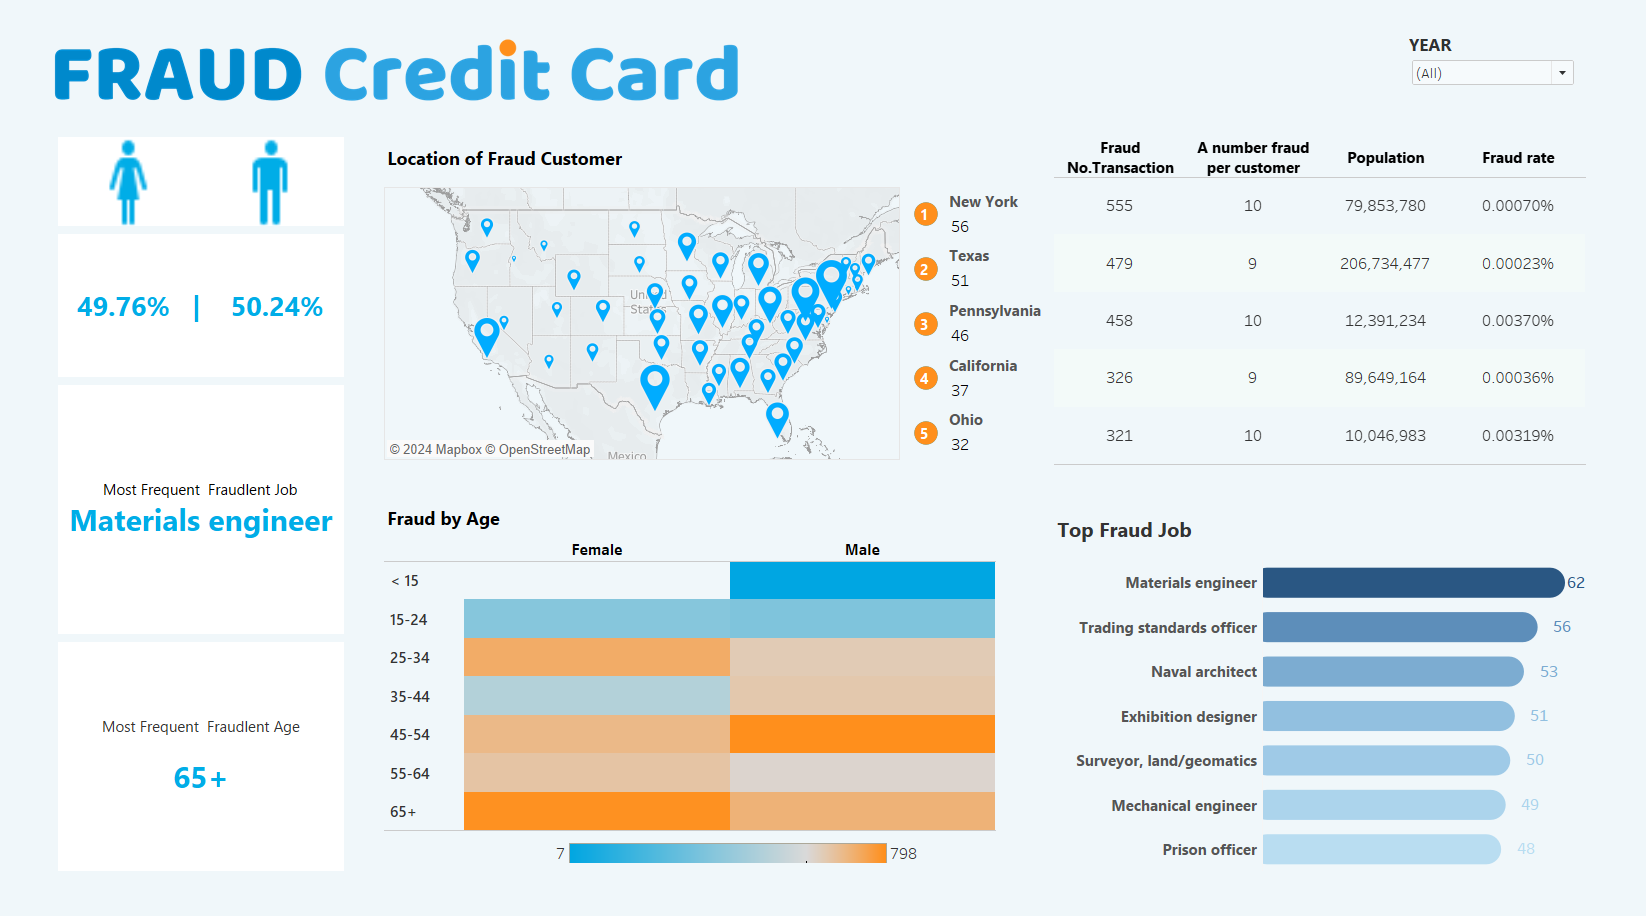 FRAUD Credit Card
YEAR
(All)
49.76% | 50.24%
Most Frequent Fraudlent Job
Materials engineer
Most Frequent Fraudlent Age
65+
Location of Fraud Customer
United
States
Mexico
© 2024 Mapbox © OpenStreetMap
1 New York
56
2 Texas
51
3 Pennsylvania
46
4 California
37
5 Ohio
32
Fraud
No.Transaction
A number fraud
per customer
Population
Fraud rate
555 10 79,853,780 0.00070%
479 9 206,734,477 0.00023%
458 10 12,391,234 0.00370%
326 9 89,649,164 0.00036%
321 10 10,046,983 0.00319%
Fraud by Age
Female Male
< 15
15-24
25-34
35-44
45-54
55-64
65+
7 798
Top Fraud Job
Materials engineer 62
Trading standards officer 56
Naval architect 53
Exhibition designer 51
Surveyor, land/geomatics 50
Mechanical engineer 49
Prison officer 48